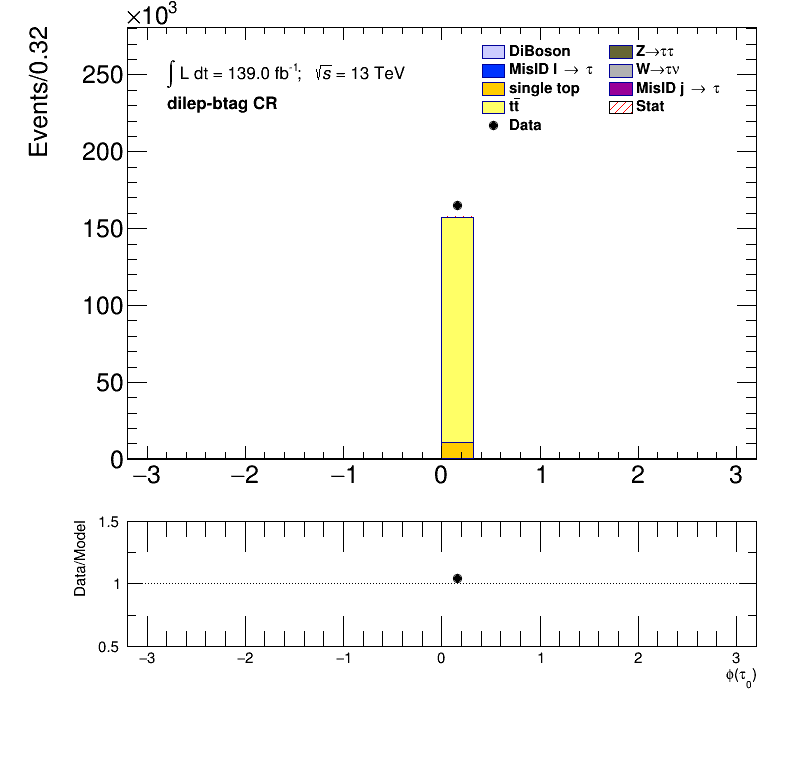 ×10³
Events/0.32
250
200
150
100
50
0
−3 −2 −1 0 1 2 3
∫ L dt = 139.0 fb⁻¹; √s = 13 TeV
dilep-btag CR
DiBoson
MisID l → τ
single top
tt̄
Data
Z→ττ
W→τν
MisID j → τ
Stat
Data/Model
1.5
1
0.5
−3 −2 −1 0 1 2 3
ϕ(τ₀)